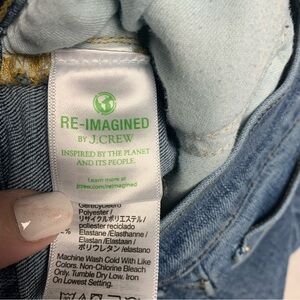 RE-IMAGINED
BY J.CREW
INSPIRED BY THE PLANET
AND ITS PEOPLE.
Learn more at
jcrew.com/reimagined
Gerecycleerd
Polyester /
リサイクルポリエステル /
poliester reciclado
Elastane /Elasthanne /
Elastan /Elastaan /
ポリウレタン /elastano
Machine Wash Cold With Like
Colors. Non-Chlorine Bleach
Only. Tumble Dry Low. Iron
On Lowest Setting.